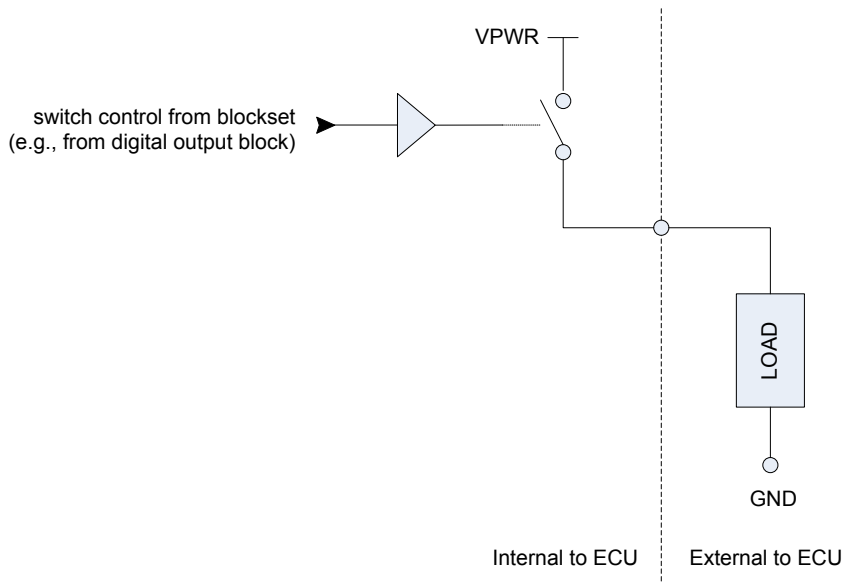 VPWR
switch control from blockset
(e.g., from digital output block)
LOAD
GND
Internal to ECU
External to ECU